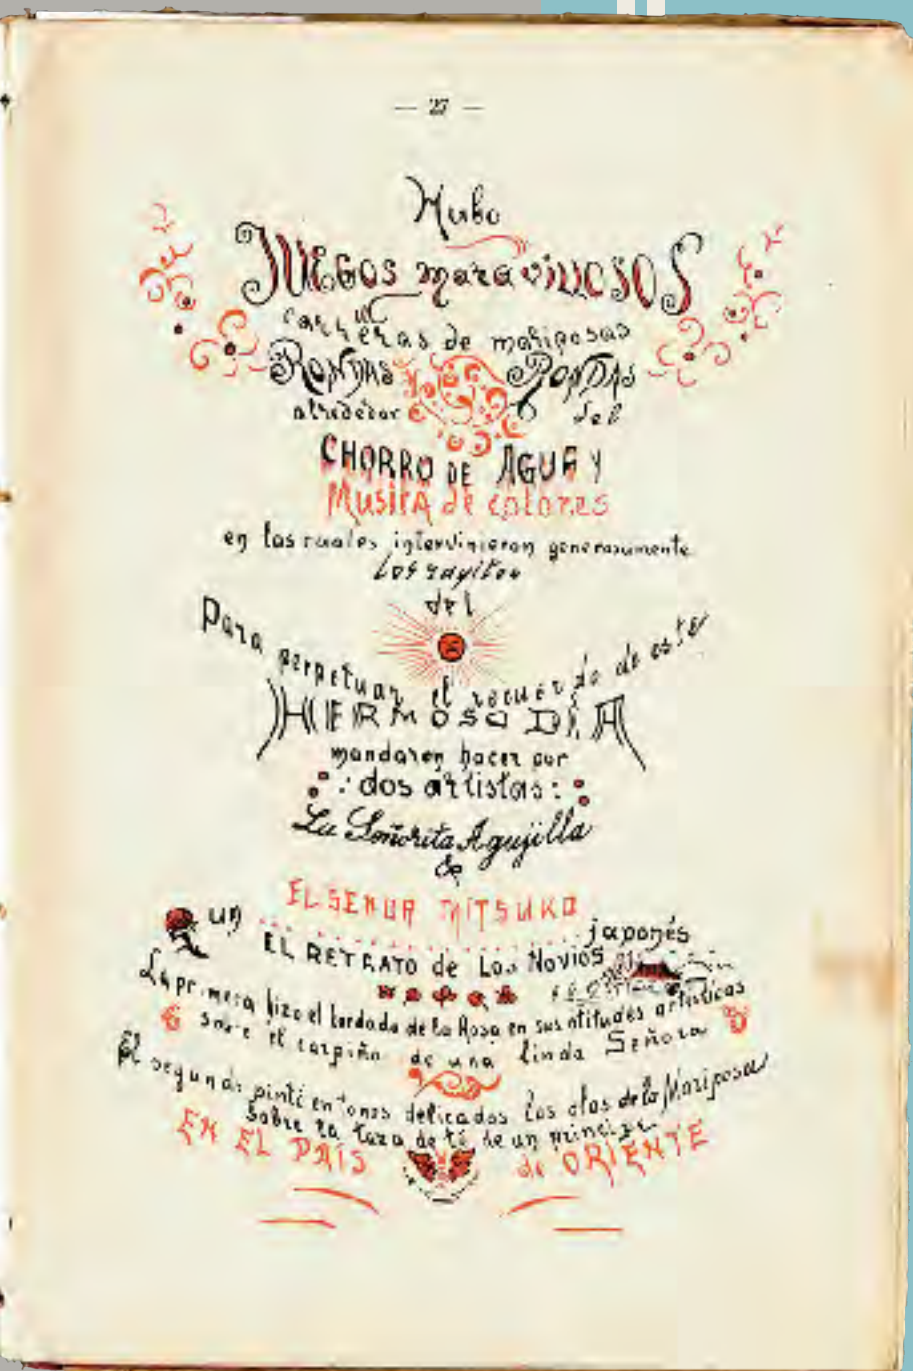 — 27 —
Hubo
JUEGOS maravillosos
carreras de mariposas
RONDAS RONDAS
alrededor del
CHORRO DE AGUA Y
Musica de colores
en las cuales intervinieron generosamente
Los rayitos
del
Para perpetuar el recuerdo de este
HERMOSO DÍA
mandaron hacer por
dos artistas:
La Señorita Agujilla
&
EL SEÑOR MITSUKO
un japonés
EL RETRATO de Los Novios
La primera hizo el bordado de la Rosa en sus atitudes artísticas
sobre el corpiño de una linda Señora
El segundo pintó en tonos delicados las alas de la Mariposa
sobre la taza de té de un príncipe
EN EL PAÍS de ORIENTE